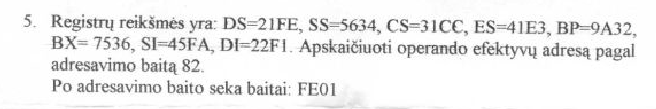 5. Registrų reikšmės yra: DS=21FE, SS=5634, CS=31CC, ES=41E3, BP=9A32,
BX= 7536, SI=45FA, DI=22F1. Apskaičiuoti operando efektyvų adresą pagal
adresavimo baitą 82.
Po adresavimo baito seka baitai: FE01